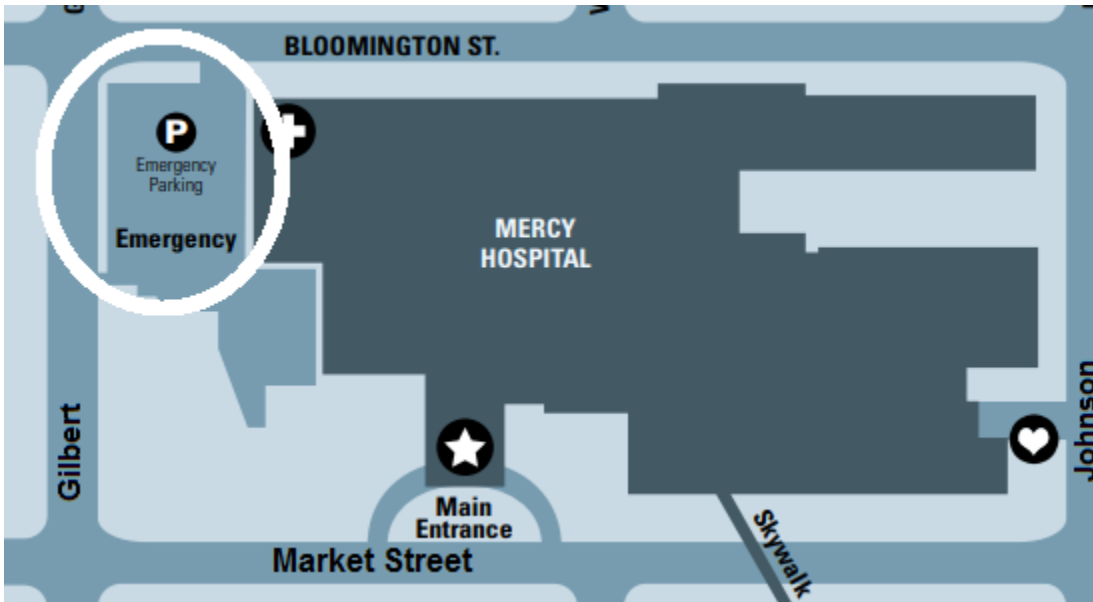 BLOOMINGTON ST.
P
Emergency
Parking
Emergency
MERCY
HOSPITAL
Gilbert
Johnson
Main
Entrance
Market Street
Skywalk